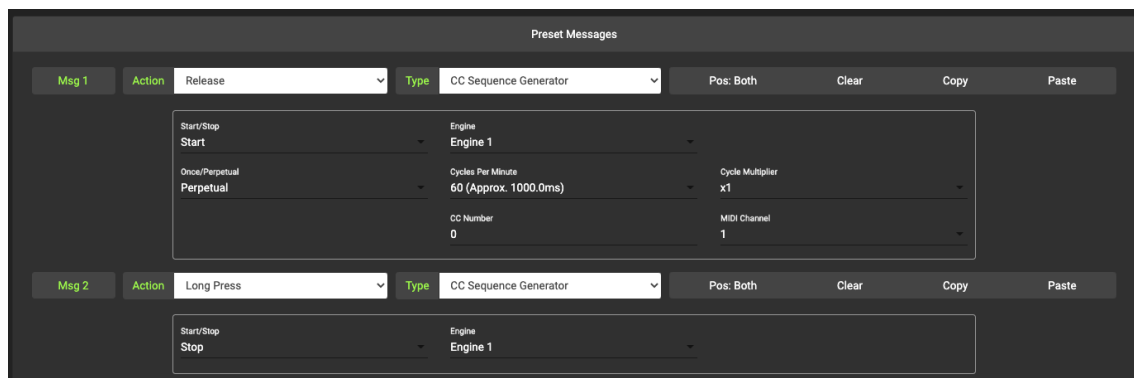 Preset Messages
Msg 1 Action Release Type CC Sequence Generator Pos: Both Clear Copy Paste
Start/Stop Engine
Start Engine 1
Once/Perpetual Cycles Per Minute Cycle Multiplier
Perpetual 60 (Approx. 1000.0ms) x1
CC Number MIDI Channel
0 1
Msg 2 Action Long Press Type CC Sequence Generator Pos: Both Clear Copy Paste
Start/Stop Engine
Stop Engine 1